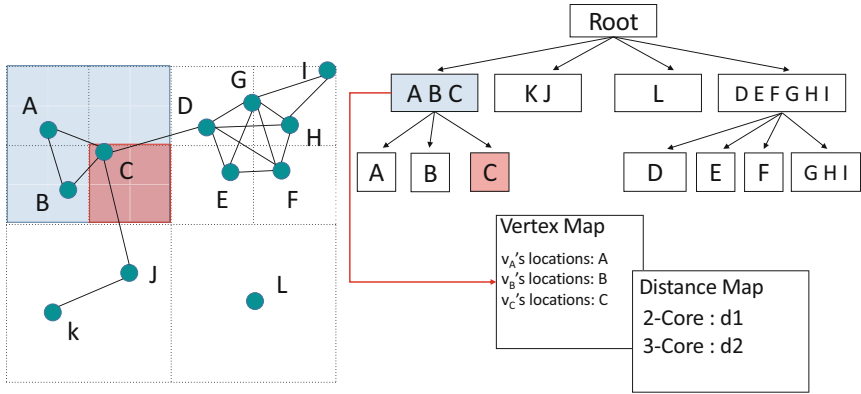 Root
I
G
A
D
H
C
B
E
F
J
k
L
A B C
K J
L
D E F G H I
A
B
C
D
E
F
G H I
Vertex Map
vA's locations: A
vB's locations: B
vC's locations: C
Distance Map
2-Core : d1
3-Core : d2